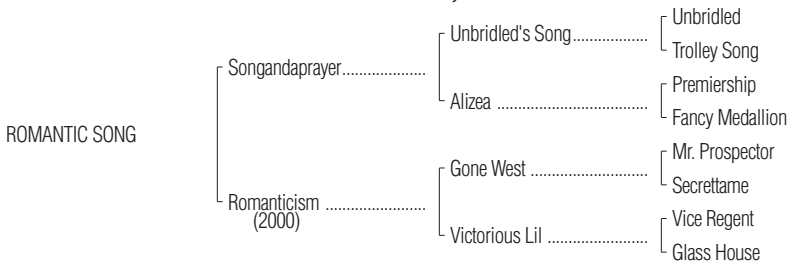 Unbridled
Unbridled's Song.................
Trolley Song
Songandaprayer.....................
Premiership
Alizea ..............................
Fancy Medallion
ROMANTIC SONG
Mr. Prospector
Gone West ........................
Secrettame
Romanticism .........................
(2000)
Vice Regent
Victorious Lil .....................
Glass House